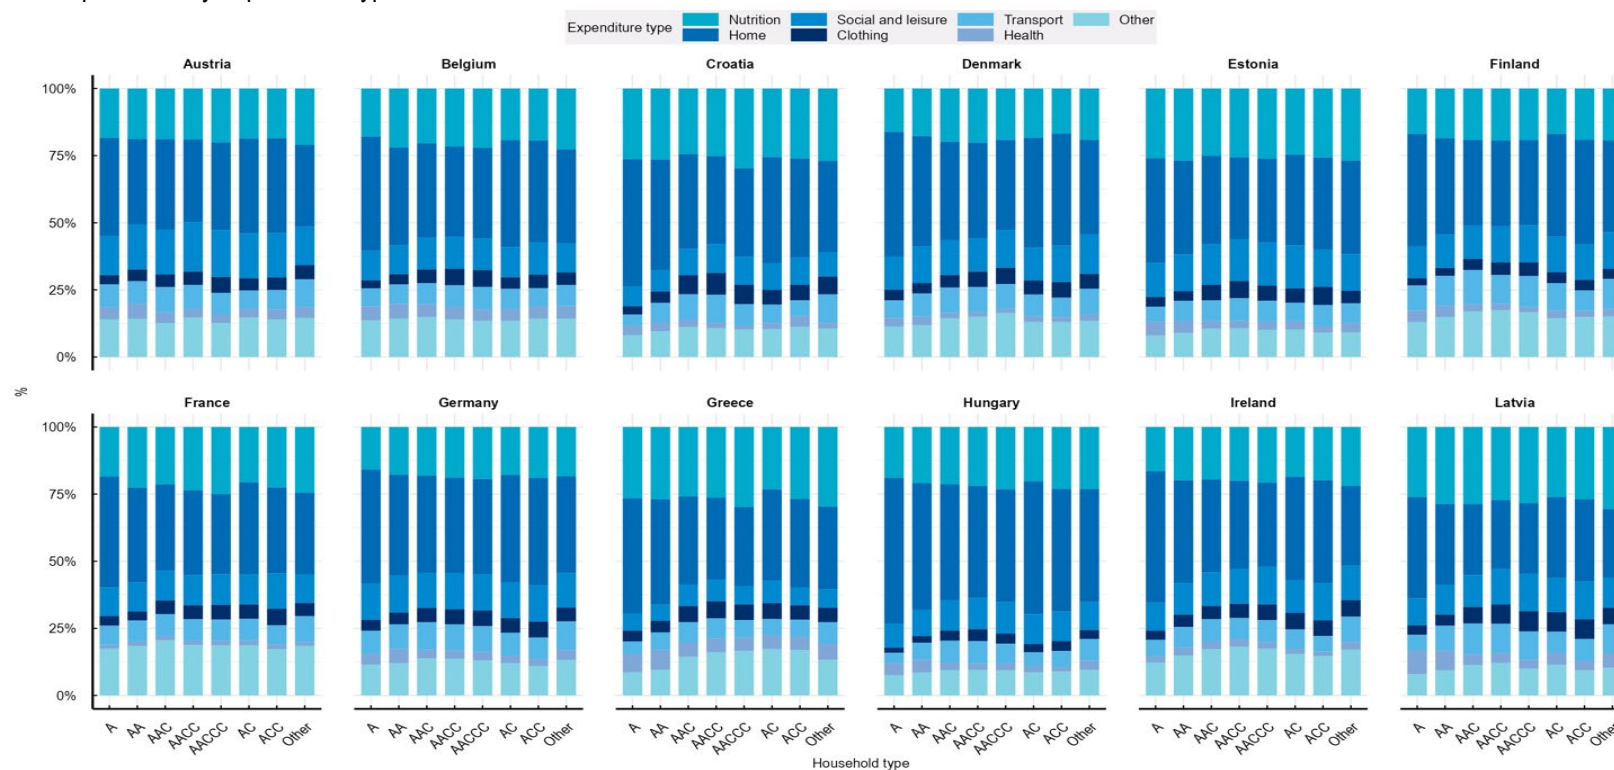 Expenditure type Nutrition Social and leisure Transport Other
Home Clothing Health
Austria Belgium Croatia Denmark Estonia Finland
100%
75%
50%
25%
0%
%
France Germany Greece Hungary Ireland Latvia
100%
75%
50%
25%
0%
A AA AAC AACC AACCC AC ACC Other A AA AAC AACC AACCC AC ACC Other A AA AAC AACC AACCC AC ACC Other A AA AAC AACC AACCC AC ACC Other A AA AAC AACC AACCC AC ACC Other A AA AAC AACC AACCC AC ACC Other
Household type